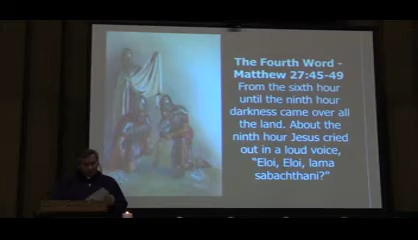 The Fourth Word -
Matthew 27:45-49
From the sixth hour
until the ninth hour
darkness came over all
the land. About the
ninth hour Jesus cried
out in a loud voice,
"Eloi, Eloi, lama
sabachthani?"